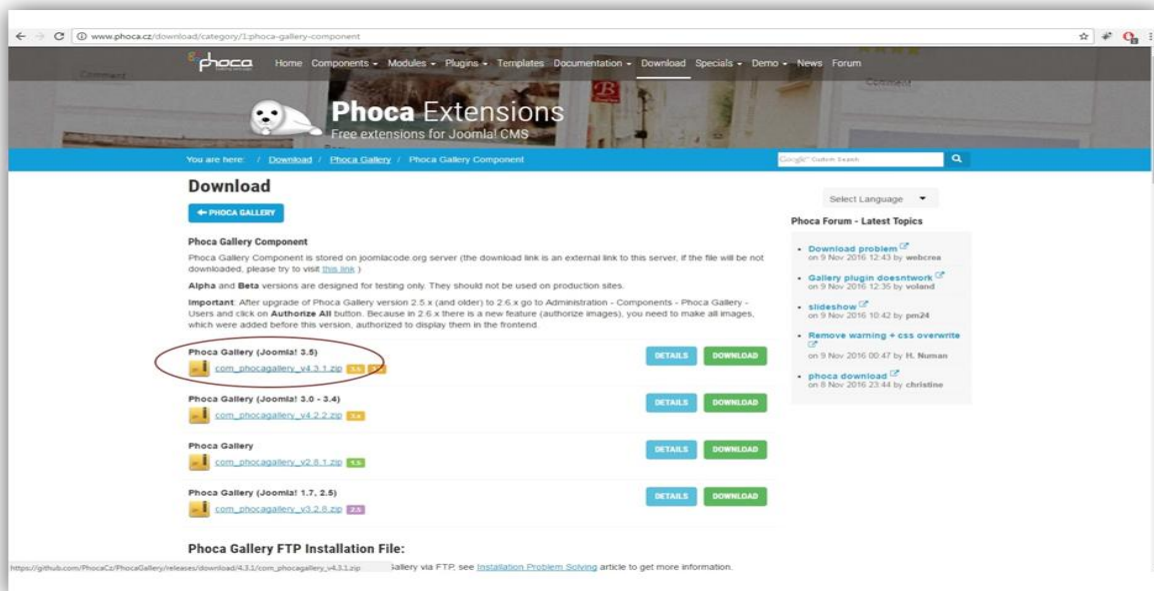 www.phoca.cz/download/category/1:phoca-gallery-component
phoca
Home Components Modules Plugins Templates Documentation Download Specials Demo News Forum
Comment
Comment
Phoca Extensions
Free extensions for Joomla! CMS
You are here: / Download / Phoca Gallery / Phoca Gallery Component
Google Custom Search
Download
PHOCA GALLERY
Phoca Gallery Component
Phoca Gallery Component is stored on joomlacode.org server (the download link is an external link to this server, if the file will be not
downloaded, please try to visit this link )
Alpha and Beta versions are designed for testing only. They should not be used on production sites.
Important: After upgrade of Phoca Gallery version 2.5.x (and older) to 2.6.x go to Administration - Components - Phoca Gallery -
Users and click on Authorize All button. Because in 2.6.x there is a new feature (authorize images), you need to make all images,
which were added before this version, authorized to display them in the frontend.
Phoca Gallery (Joomla! 3.5)
com_phocagallery_v4.3.1.zip 3.5
DETAILS DOWNLOAD
Phoca Gallery (Joomla! 3.0 - 3.4)
com_phocagallery_v4.2.2.zip 3.x
DETAILS DOWNLOAD
Phoca Gallery
com_phocagallery_v2.8.1.zip 1.5
DETAILS DOWNLOAD
Phoca Gallery (Joomla! 1.7, 2.5)
com_phocagallery_v3.2.8.zip 2.5
DETAILS DOWNLOAD
Phoca Gallery FTP Installation File:
Gallery via FTP, see Installation Problem Solving article to get more information.
https://github.com/PhocaCz/PhocaGallery/releases/download/4.3.1/com_phocagallery_v4.3.1.zip
Select Language
Phoca Forum - Latest Topics
Download problem
on 9 Nov 2016 12:43 by webcrea
Gallery plugin doesntwork
on 9 Nov 2016 12:35 by voland
slideshow
on 9 Nov 2016 10:42 by pm24
Remove warning + css overwrite
on 9 Nov 2016 00:47 by H. Numan
phoca download
on 8 Nov 2016 23:44 by christine